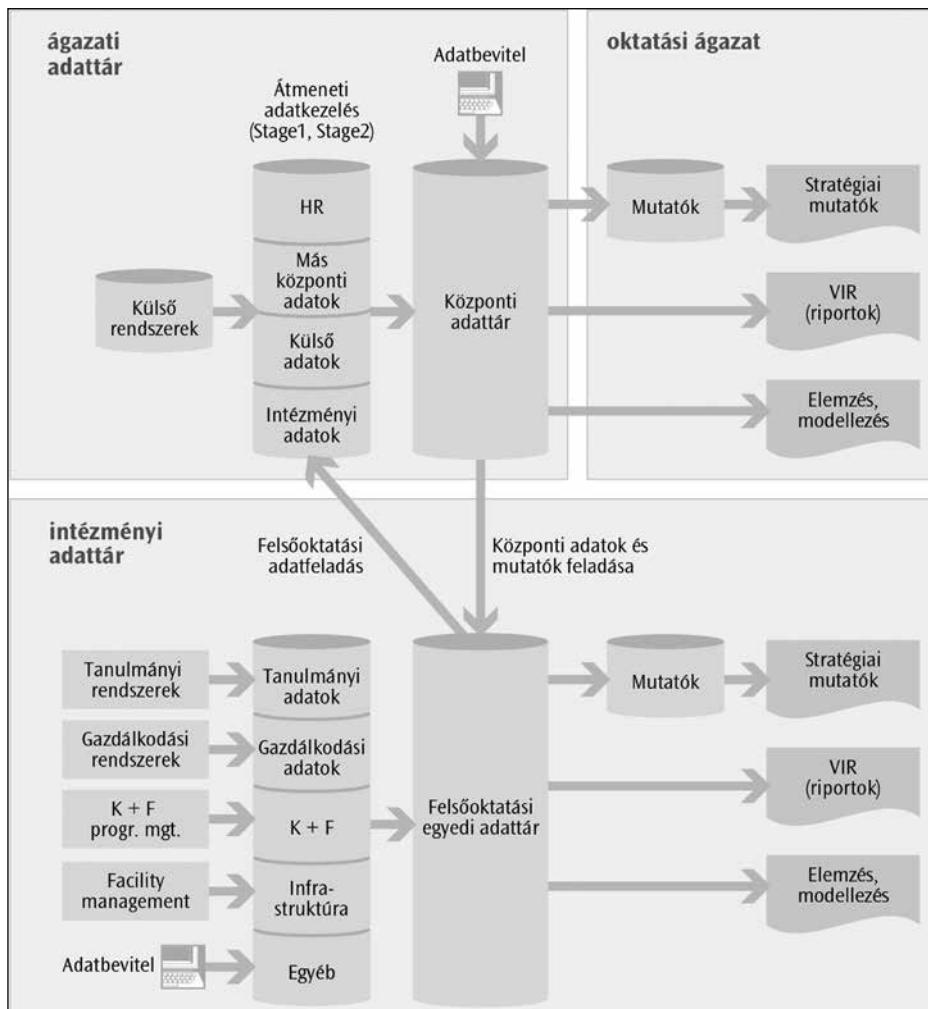 ágazati
adattár
Adatbevitel
oktatási ágazat
Átmeneti
adatkezelés
(Stage1, Stage2)
HR
Más
központi
adatok
Külső
adatok
Intézményi
adatok
Külső
rendszerek
Központi
adattár
Mutatók
Stratégiai
mutatók
VIR
(riportok)
Elemzés,
modellezés
intézményi
adattár
Felsőoktatási
adatfeladás
Központi adatok és
mutatók feladása
Tanulmányi
rendszerek
Gazdálkodási
rendszerek
K + F
progr. mgt.
Facility
management
Adatbevitel
Tanulmányi
adatok
Gazdálkodási
adatok
K + F
Infra-
struktúra
Egyéb
Felsőoktatási
egyedi adattár
Mutatók
Stratégiai
mutatók
VIR
(riportok)
Elemzés,
modellezés